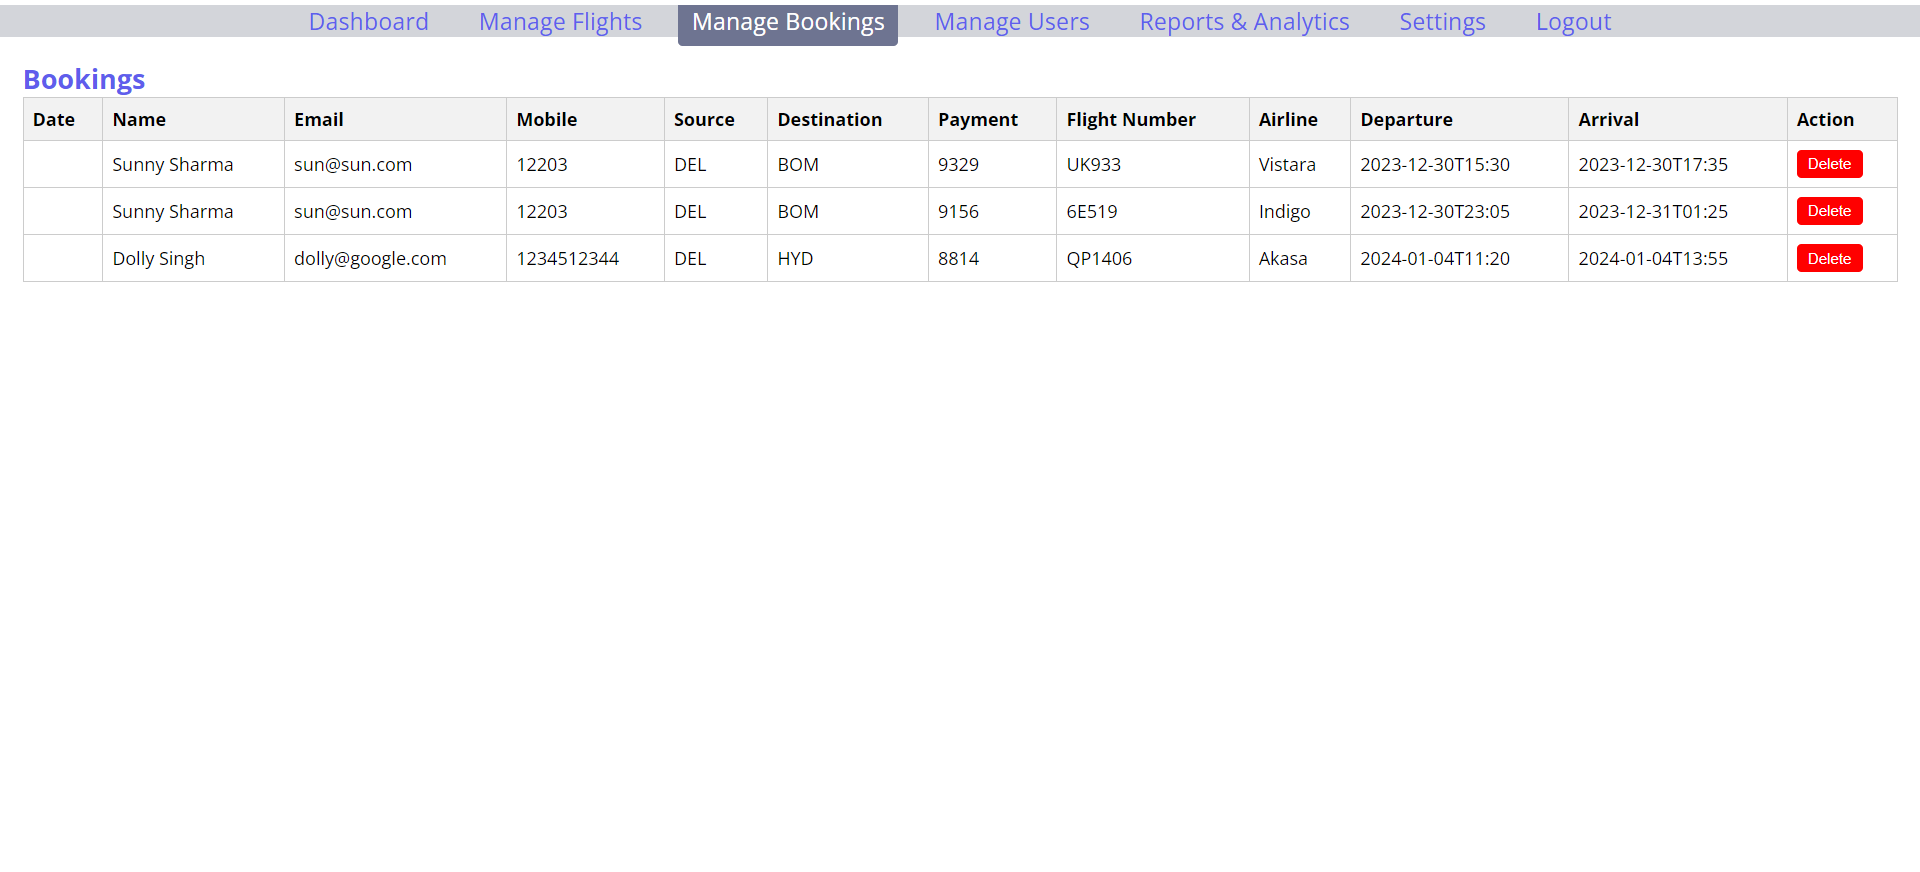 Dashboard Manage Flights Manage Bookings Manage Users Reports & Analytics Settings Logout
Bookings
Date Name Email Mobile Source Destination Payment Flight Number Airline Departure Arrival Action
Sunny Sharma sun@sun.com 12203 DEL BOM 9329 UK933 Vistara 2023-12-30T15:30 2023-12-30T17:35 Delete
Sunny Sharma sun@sun.com 12203 DEL BOM 9156 6E519 Indigo 2023-12-30T23:05 2023-12-31T01:25 Delete
Dolly Singh dolly@google.com 1234512344 DEL HYD 8814 QP1406 Akasa 2024-01-04T11:20 2024-01-04T13:55 Delete